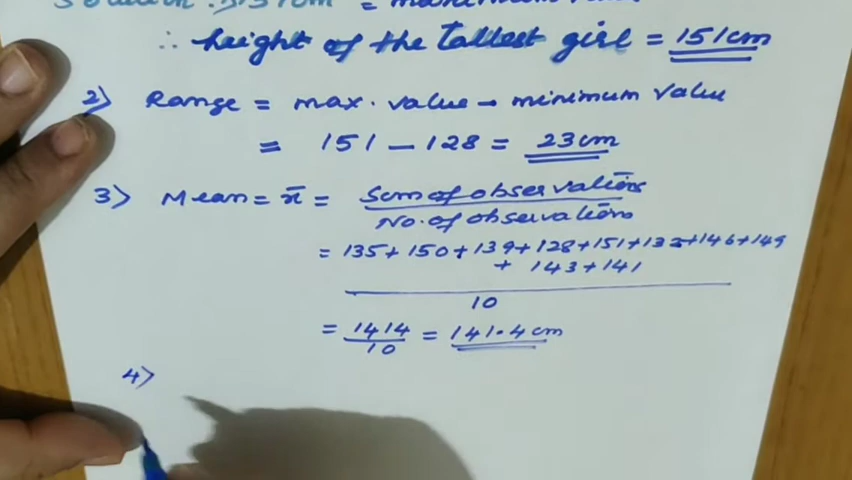 = maximum
∴ height of the Tallest girl = 151cm
2) Range = max. value - minimum value
= 151 - 128 = 23cm
3) Mean = x̄ = Sum of observations
No. of observations
= 135+ 150+ 139+ 128+151+132+146+149
+ 143+141
10
= 1414 = 141.4 cm
10
4)